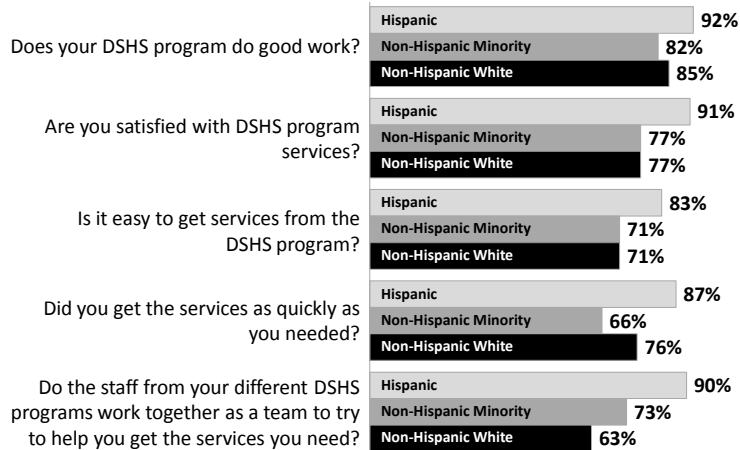 Does your DSHS program do good work?
Hispanic 92%
Non-Hispanic Minority 82%
Non-Hispanic White 85%
Are you satisfied with DSHS program
services?
Hispanic 91%
Non-Hispanic Minority 77%
Non-Hispanic White 77%
Is it easy to get services from the
DSHS program?
Hispanic 83%
Non-Hispanic Minority 71%
Non-Hispanic White 71%
Did you get the services as quickly as
you needed?
Hispanic 87%
Non-Hispanic Minority 66%
Non-Hispanic White 76%
Do the staff from your different DSHS
programs work together as a team to try
to help you get the services you need?
Hispanic 90%
Non-Hispanic Minority 73%
Non-Hispanic White 63%